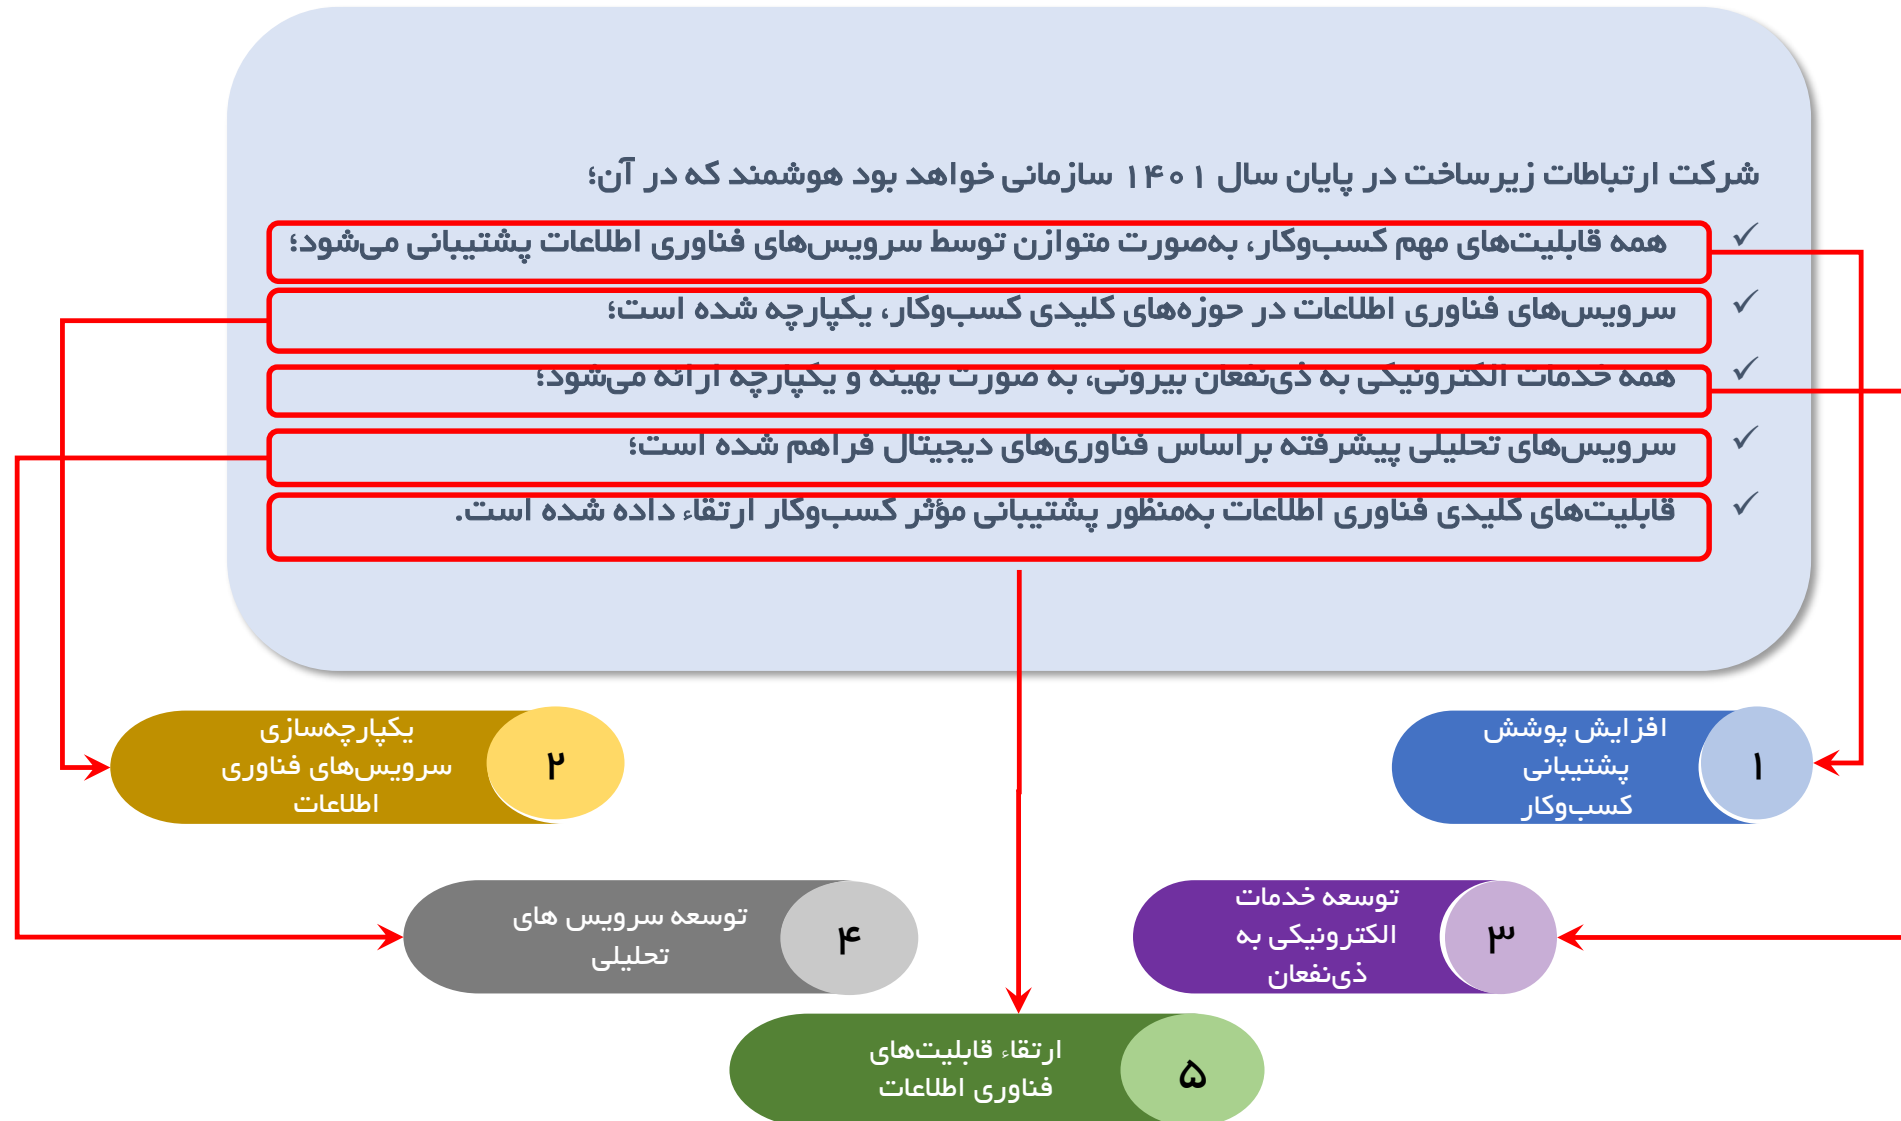 شرکت ارتباطات زیرساخت در پایان سال ۱۴۰۱ سازمانی خواهد بود هوشمند که در آن؛
✓ همه قابلیت‌های مهم کسب‌وکار، به‌صورت متوازن توسط سرویس‌های فناوری اطلاعات پشتیبانی می‌شود؛
✓ سرویس‌های فناوری اطلاعات در حوزه‌های کلیدی کسب‌وکار، یکپارچه شده است؛
✓ همه خدمات الکترونیکی به ذی‌نفعان بیرونی، به صورت بهینه و یکپارچه ارائه می‌شود؛
✓ سرویس‌های تحلیلی پیشرفته براساس فناوری‌های دیجیتال فراهم شده است؛
✓ قابلیت‌های کلیدی فناوری اطلاعات به‌منظور پشتیبانی مؤثر کسب‌وکار ارتقاء داده شده است.
۱
افزایش پوشش
پشتیبانی
کسب‌وکار
۲
یکپارچه‌سازی
سرویس‌های فناوری
اطلاعات
۳
توسعه خدمات
الکترونیکی به
ذی‌نفعان
۴
توسعه سرویس های
تحلیلی
۵
ارتقاء قابلیت‌های
فناوری اطلاعات